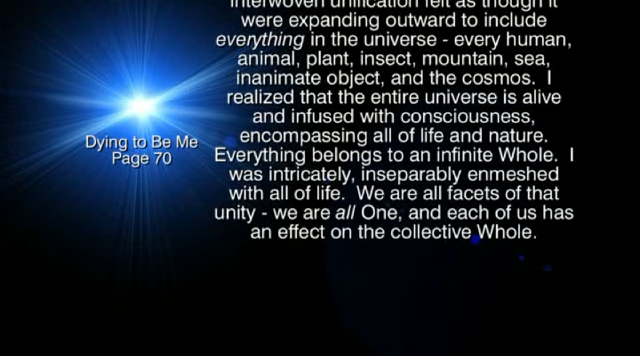 interwoven unification felt as though it
were expanding outward to include
everything in the universe - every human,
animal, plant, insect, mountain, sea,
inanimate object, and the cosmos. I
realized that the entire universe is alive
and infused with consciousness,
encompassing all of life and nature.
Everything belongs to an infinite Whole. I
was intricately, inseparably enmeshed
with all of life. We are all facets of that
unity - we are all One, and each of us has
an effect on the collective Whole.
Dying to Be Me
Page 70